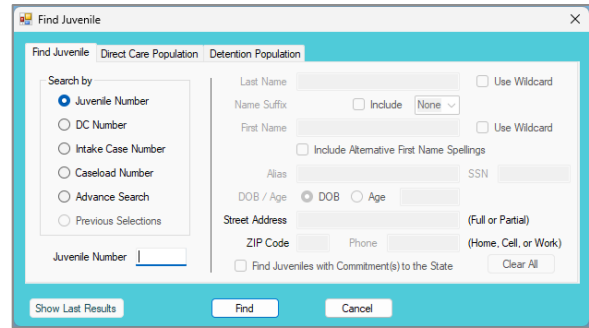 Find Juvenile
Find Juvenile Direct Care Population Detention Population
Search by
Juvenile Number
DC Number
Intake Case Number
Caseload Number
Advance Search
Previous Selections
Juvenile Number
Last Name Use Wildcard
Name Suffix Include None
First Name Use Wildcard
Include Alternative First Name Spellings
Alias SSN
DOB / Age DOB Age
Street Address (Full or Partial)
ZIP Code Phone (Home, Cell, or Work)
Find Juveniles with Commitment(s) to the State Clear All
Show Last Results Find Cancel